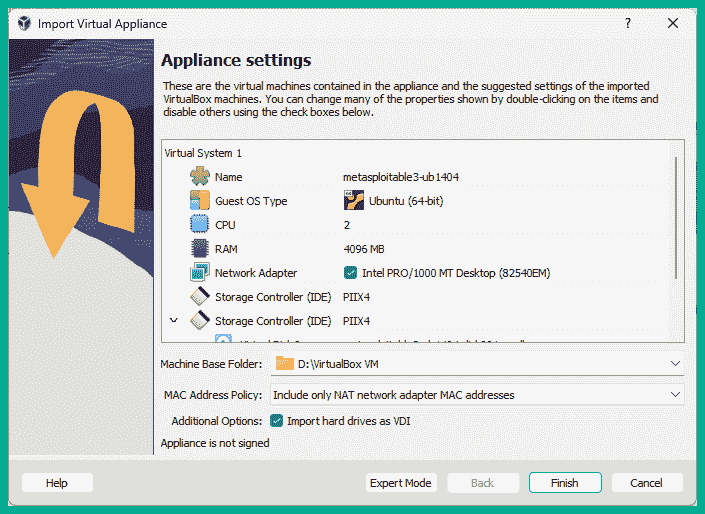 Import Virtual Appliance
?
Appliance settings
These are the virtual machines contained in the appliance and the suggested settings of the imported
VirtualBox machines. You can change many of the properties shown by double-clicking on the items and
disable others using the check boxes below.
Virtual System 1
Name metasploitable3-ub1404
Guest OS Type Ubuntu (64-bit)
CPU 2
RAM 4096 MB
Network Adapter Intel PRO/1000 MT Desktop (82540EM)
Storage Controller (IDE) PIIX4
Storage Controller (IDE) PIIX4
Machine Base Folder: D:\VirtualBox VM
MAC Address Policy: Include only NAT network adapter MAC addresses
Additional Options: Import hard drives as VDI
Appliance is not signed
Help Expert Mode Back Finish Cancel